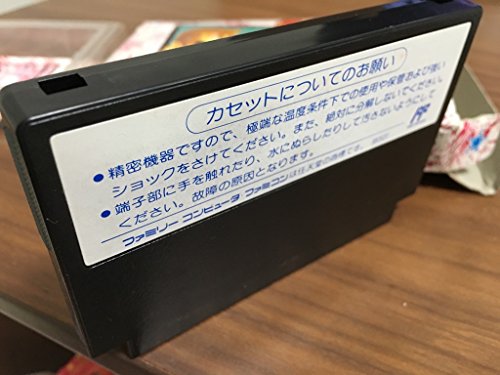 カセットについてのお願い
●精密機器ですので、極端な温度条件下での使用や保管および強い
ショックをさけてください。また、絶対に分解しないでください。
●端子部に手を触れたり、水にぬらしたりしてきさないようにして
ください。故障の原因となります。
ファミリーコンピュータ・ファミコンは任天堂の商標です。